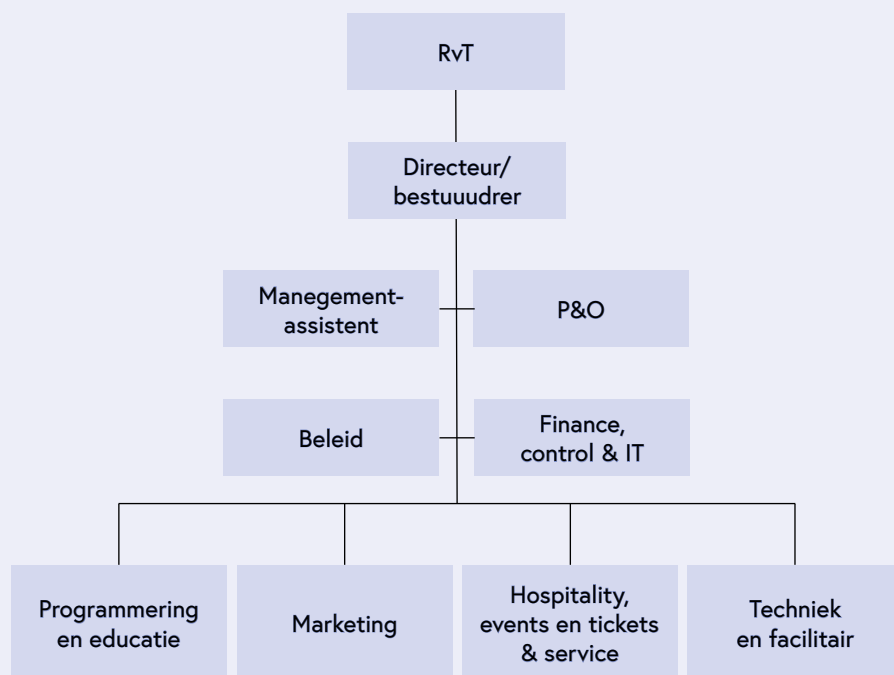 RvT
Directeur/
bestuuudrer
Manegement-
assistent
P&O
Beleid
Finance,
control & IT
Programmering
en educatie
Marketing
Hospitality,
events en tickets
& service
Techniek
en facilitair